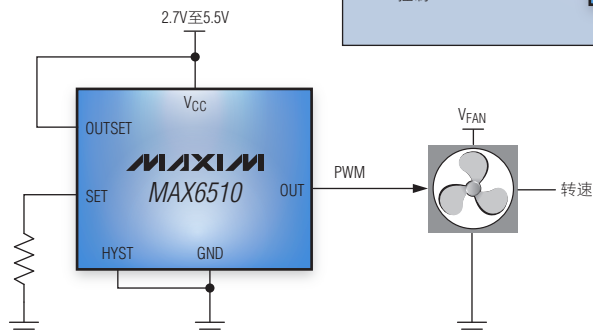 2.7V至5.5V
VCC
OUTSET
MAXIM
MAX6510
SET
OUT
HYST
GND
PWM
VFAN
转速